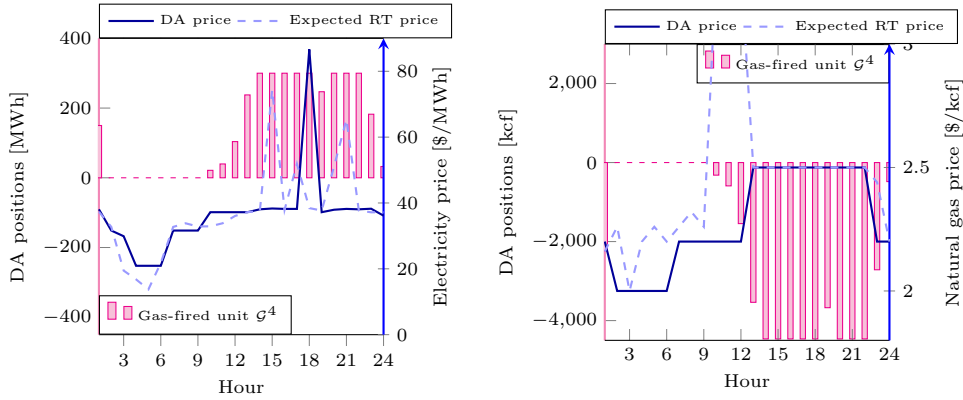 DA price Expected RT price
400
200
0
−200
−400
DA positions [MWh]
80
60
40
20
0
Electricity price [$/MWh]
Gas-fired unit 𝒢⁴
3 6 9 12 15 18 21 24
Hour
DA price Expected RT price
Gas-fired unit 𝒢⁴
2,000
0
−2,000
−4,000
DA positions [kcf]
3
2.5
2
Natural gas price [$/kcf]
3 6 9 12 15 18 21 24
Hour